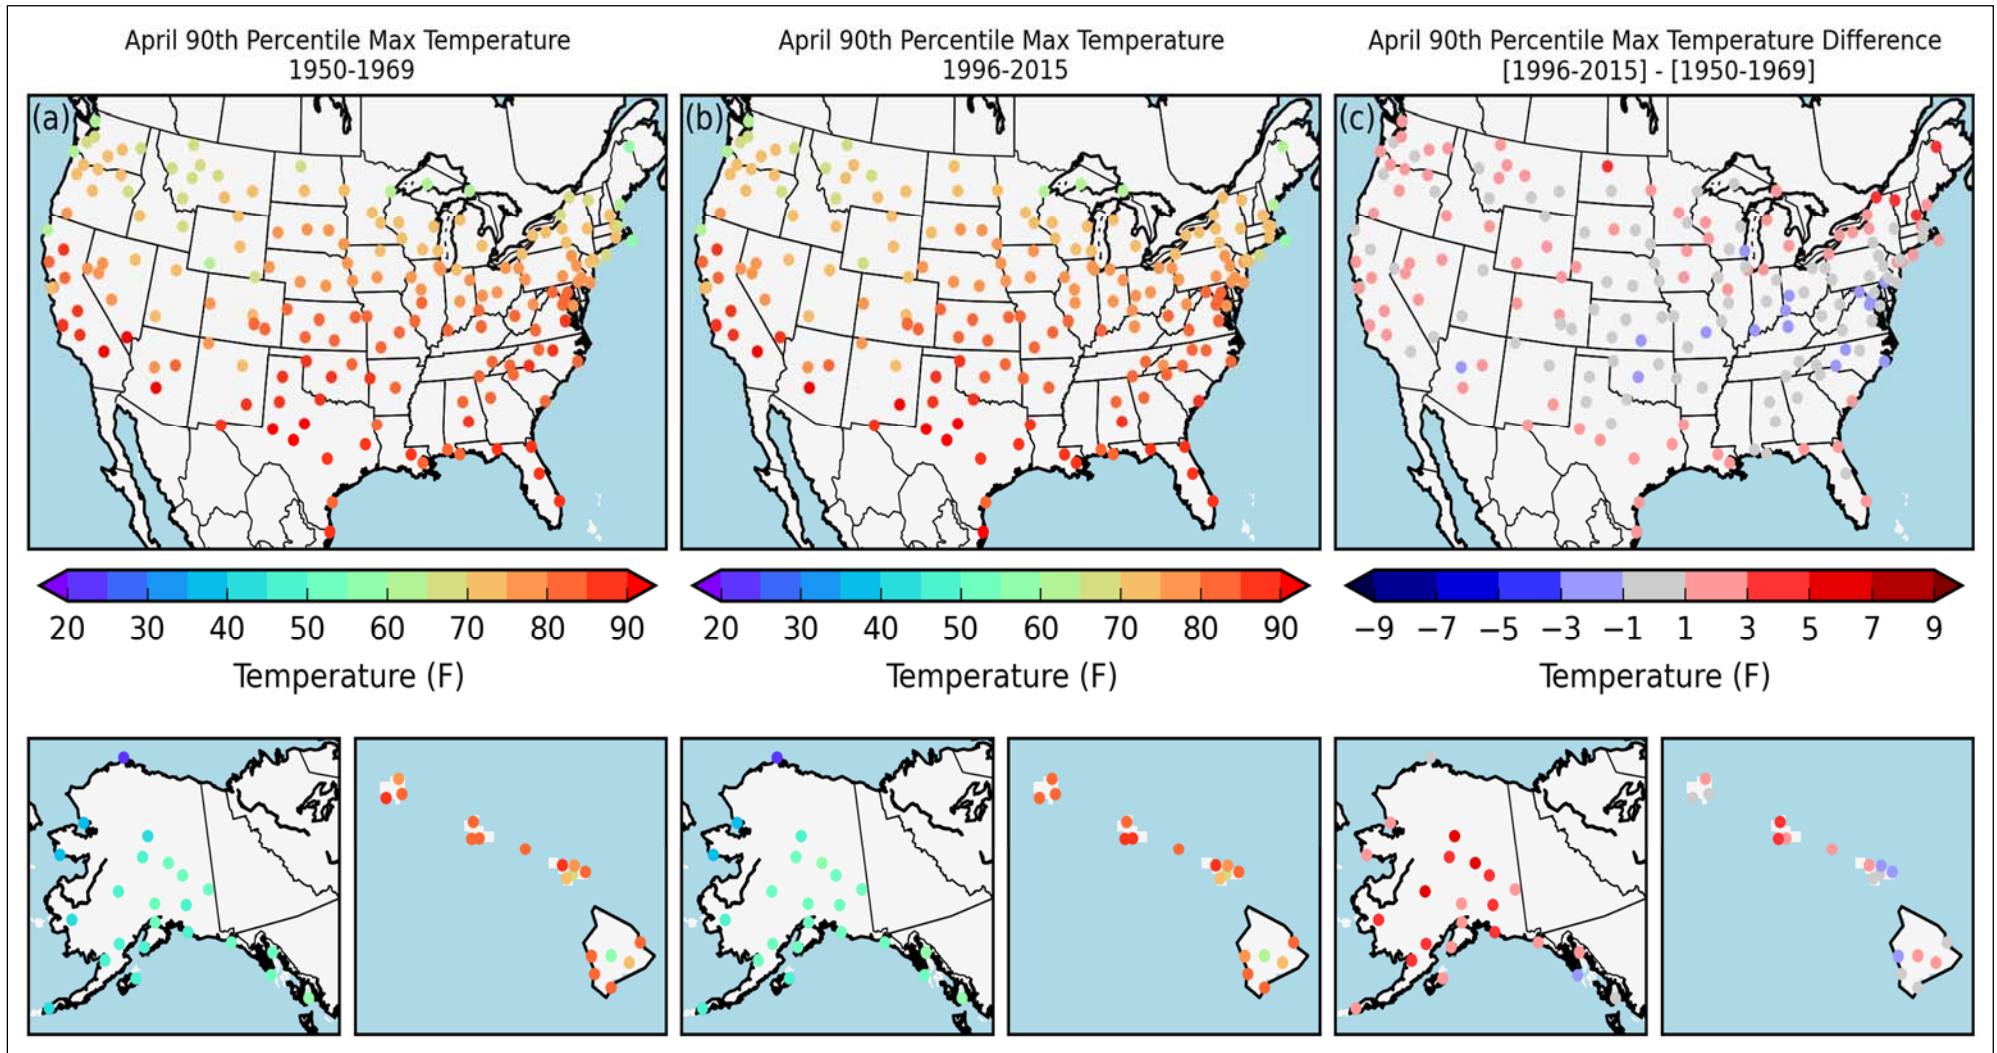 April 90th Percentile Max Temperature
1950-1969
April 90th Percentile Max Temperature
1996-2015
April 90th Percentile Max Temperature Difference
[1996-2015] - [1950-1969]
(a)
(b)
(c)
20 30 40 50 60 70 80 90
Temperature (F)
20 30 40 50 60 70 80 90
Temperature (F)
−9 −7 −5 −3 −1 1 3 5 7 9
Temperature (F)